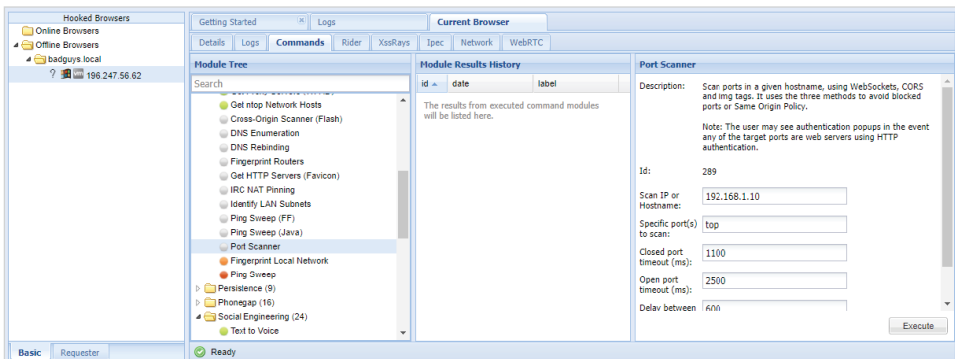 Hooked Browsers
Online Browsers
Offline Browsers
badguys.local
? 196.247.56.62
Basic
Requester
Getting Started
Logs
Current Browser
Details
Logs
Commands
Rider
XssRays
Ipec
Network
WebRTC
Module Tree
Search
Get ntop Network Hosts
Cross-Origin Scanner (Flash)
DNS Enumeration
DNS Rebinding
Fingerprint Routers
Get HTTP Servers (Favicon)
IRC NAT Pinning
Identify LAN Subnets
Ping Sweep (FF)
Ping Sweep (Java)
Port Scanner
Fingerprint Local Network
Ping Sweep
Persistence (9)
Phonegap (16)
Social Engineering (24)
Text to Voice
Module Results History
id
date
label
The results from executed command modules
will be listed here.
Port Scanner
Description:
Scan ports in a given hostname, using WebSockets, CORS
and img tags. It uses the three methods to avoid blocked
ports or Same Origin Policy.
Note: The user may see authentication popups in the event
any of the target ports are web servers using HTTP
authentication.
Id:
289
Scan IP or
Hostname:
192.168.1.10
Specific port(s)
to scan:
top
Closed port
timeout (ms):
1100
Open port
timeout (ms):
2500
Delay between
600
Execute
Ready